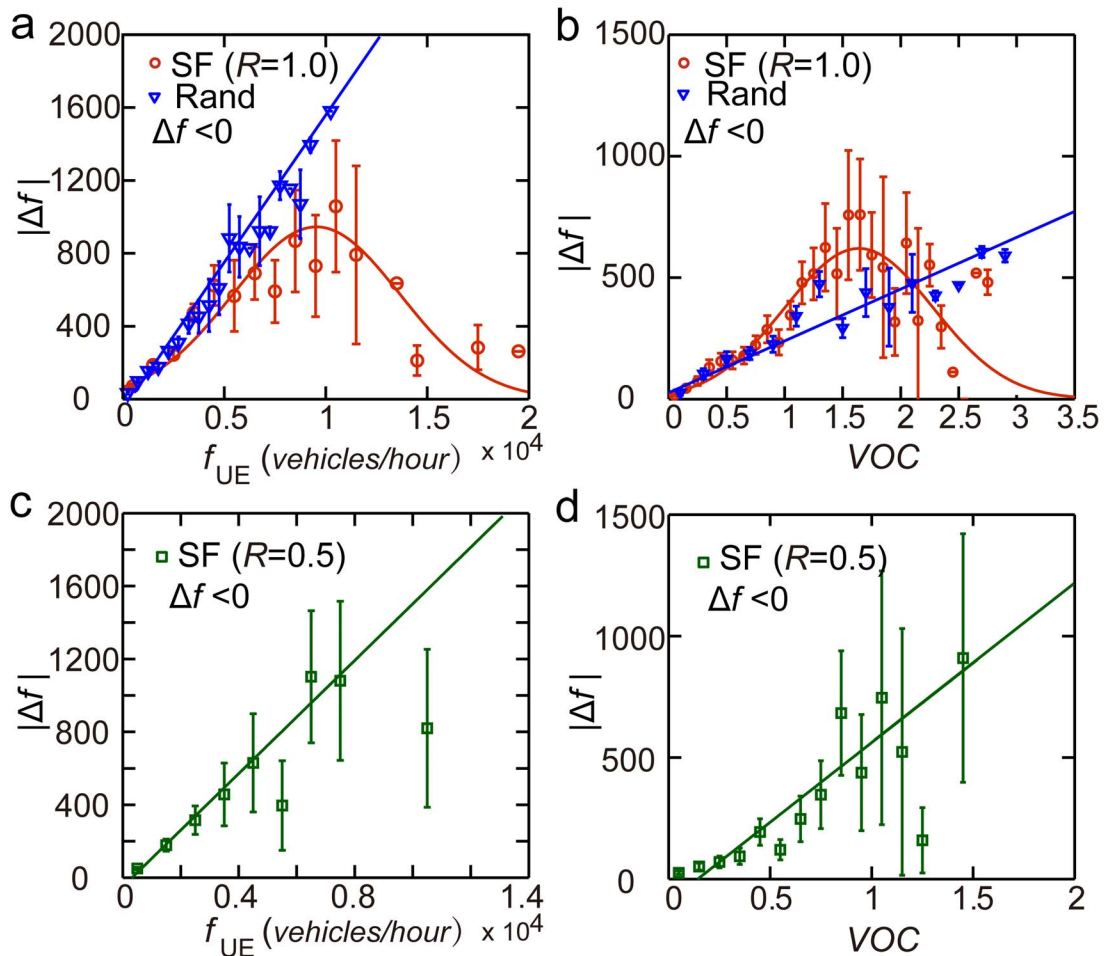 a
2000
1600
1200
800
400
0
|Δf|
SF (R=1.0)
Rand
Δf <0
0.5
1
1.5
2
f_UE (vehicles/hour) x 10^4
b
1500
1000
500
0
|Δf|
SF (R=1.0)
Rand
Δf <0
0 0.5 1 1.5 2 2.5 3 3.5
VOC
c
2000
1600
1200
800
400
0
|Δf|
SF (R=0.5)
Δf <0
0 0.4 0.8 1.4
f_UE (vehicles/hour) x 10^4
d
1500
1000
500
0
|Δf|
SF (R=0.5)
Δf <0
0.5 1 1.5 2
VOC